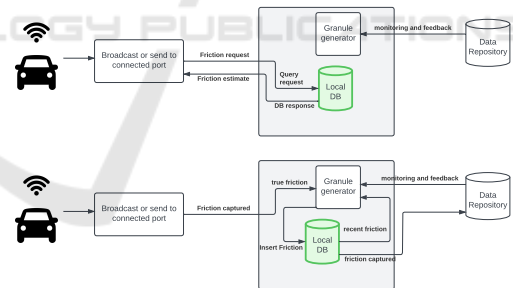 LOGY PUBLICATIONS
Granule
generator
monitoring and feedback
Data
Repository
Broadcast or send to
connected port
Friction request
Friction estimate
Query
request
Local
DB
DB response
true friction
Granule
generator
monitoring and feedback
Data
Repository
Broadcast or send to
connected port
Friction captured
recent friction
Insert Friction
Local
DB
friction captured